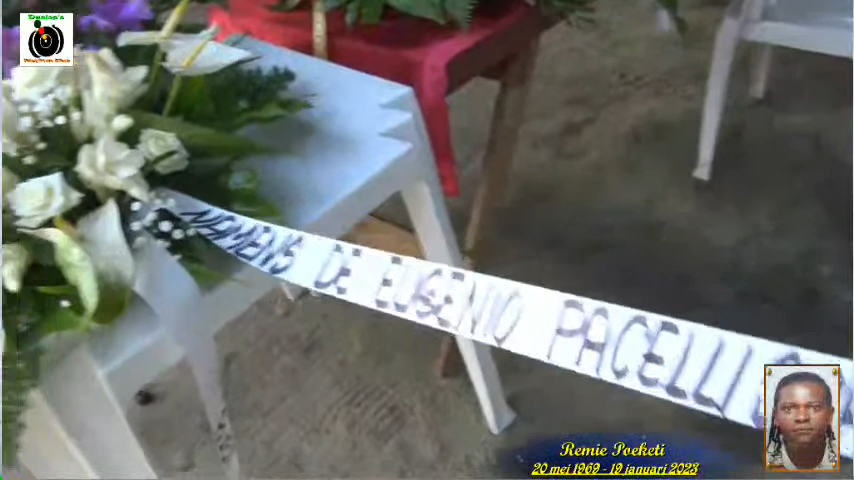 NAMENS DE EUGENIO PACELLI
Remie Poeketi
20 mei 1969 - 19 januari 2023